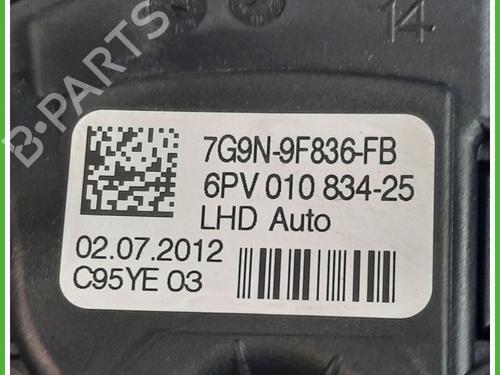 B-PARTS
14
7G9N-9F836-FB
6PV 010 834-25
LHD Auto
02.07.2012
C95YE 03